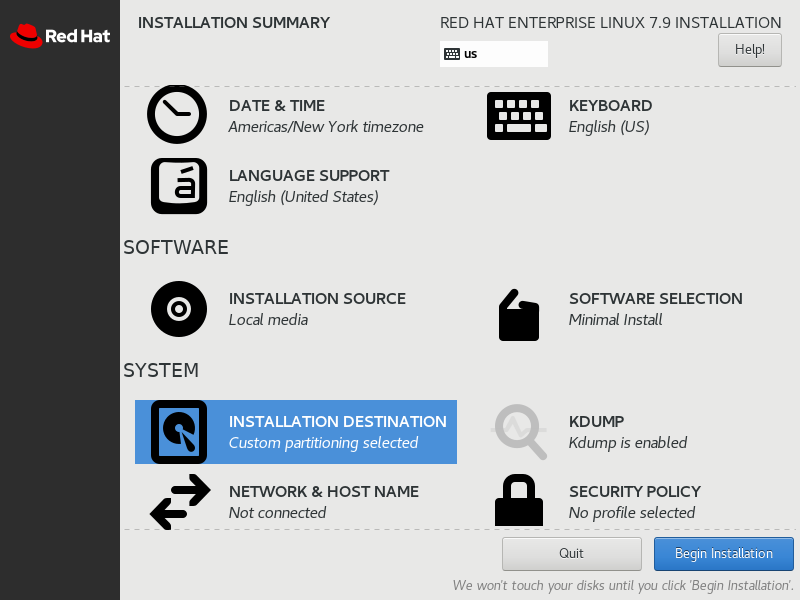 Red Hat
INSTALLATION SUMMARY
RED HAT ENTERPRISE LINUX 7.9 INSTALLATION
us
Help!
DATE & TIME
Americas/New York timezone
KEYBOARD
English (US)
LANGUAGE SUPPORT
English (United States)
SOFTWARE
INSTALLATION SOURCE
Local media
SOFTWARE SELECTION
Minimal Install
SYSTEM
INSTALLATION DESTINATION
Custom partitioning selected
KDUMP
Kdump is enabled
NETWORK & HOST NAME
Not connected
SECURITY POLICY
No profile selected
Quit
Begin Installation
We won't touch your disks until you click 'Begin Installation'.